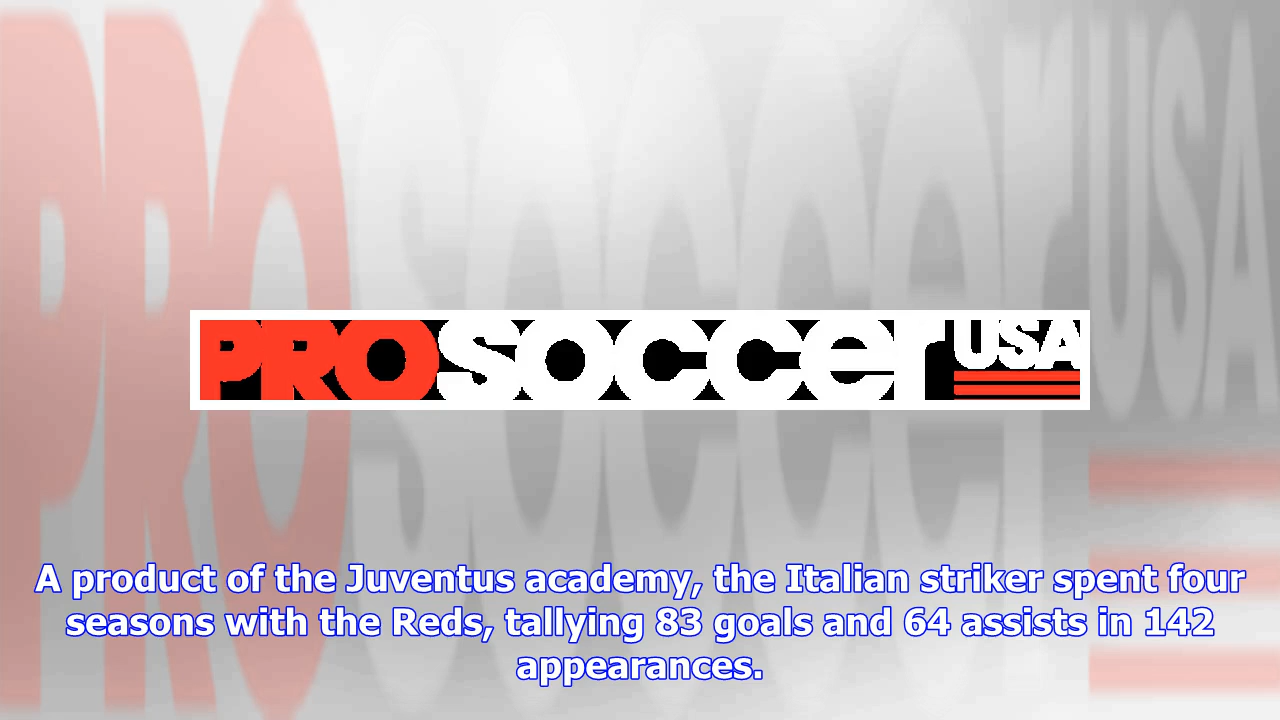 PROsoccer USA
A product of the Juventus academy, the Italian striker spent four
seasons with the Reds, tallying 83 goals and 64 assists in 142
appearances.